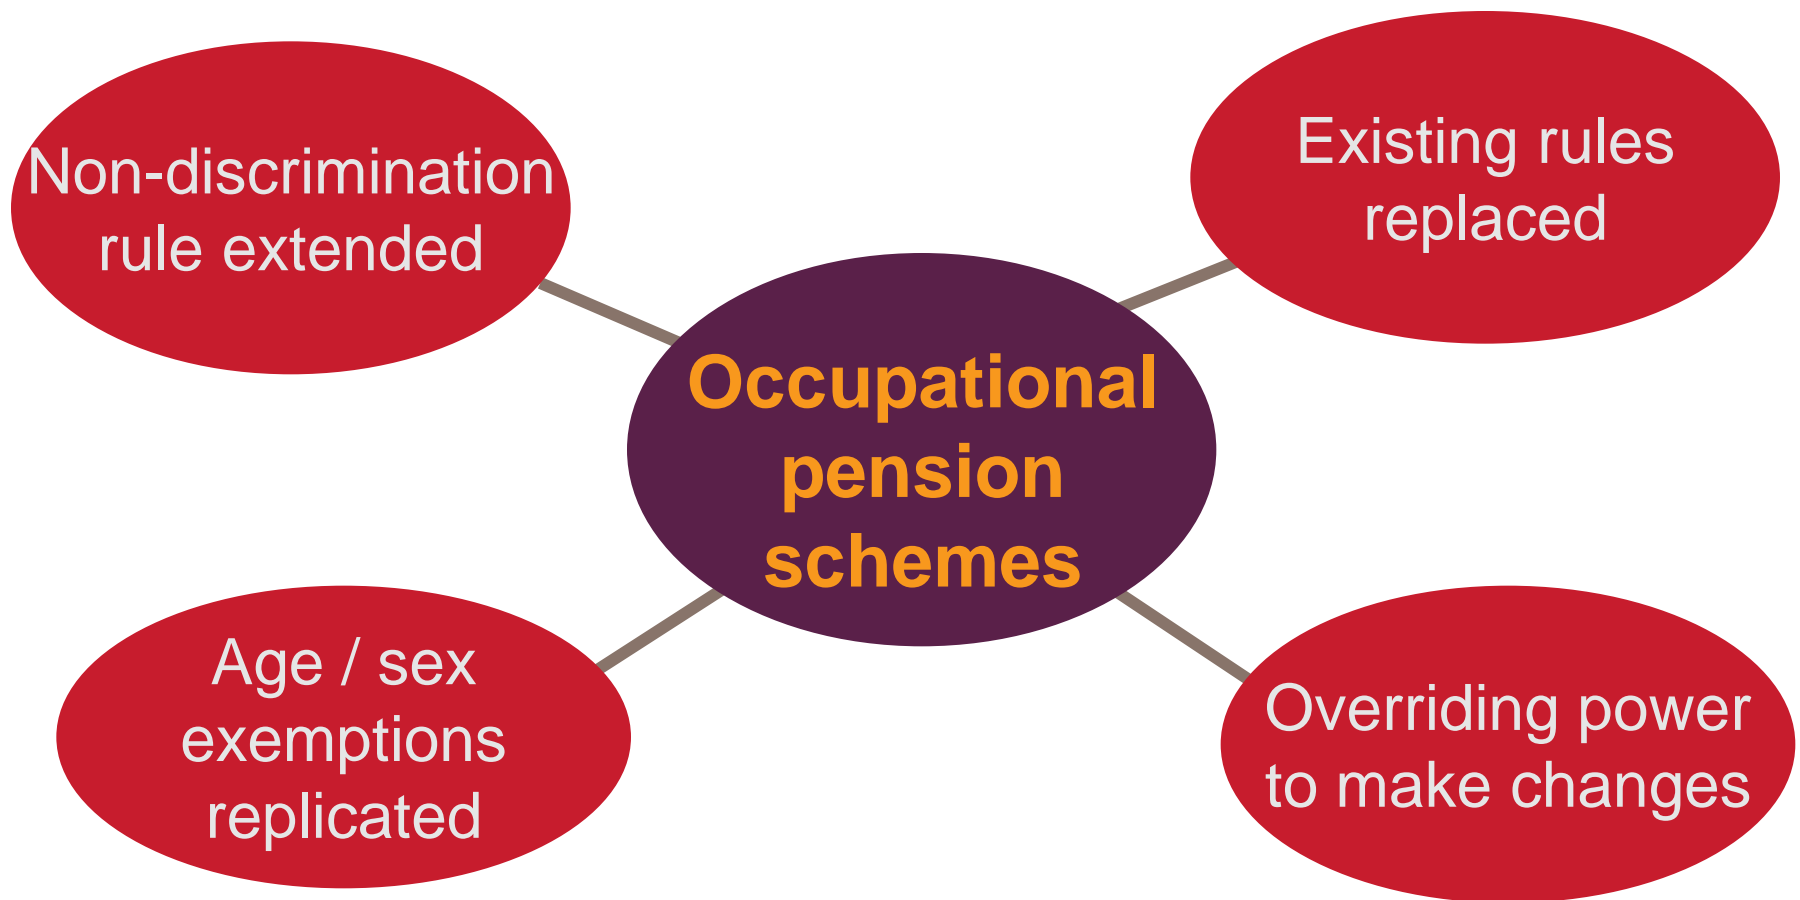 Non-discrimination
rule extended
Existing rules
replaced
Occupational
pension
schemes
Age / sex
exemptions
replicated
Overriding power
to make changes